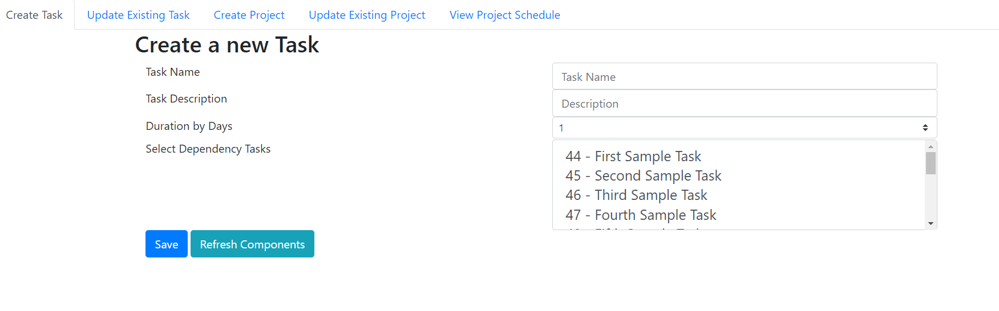 Create Task Update Existing Task Create Project Update Existing Project View Project Schedule
Create a new Task
Task Name Task Name
Task Description Description
Duration by Days 1
Select Dependency Tasks
44 - First Sample Task
45 - Second Sample Task
46 - Third Sample Task
47 - Fourth Sample Task
Save Refresh Components